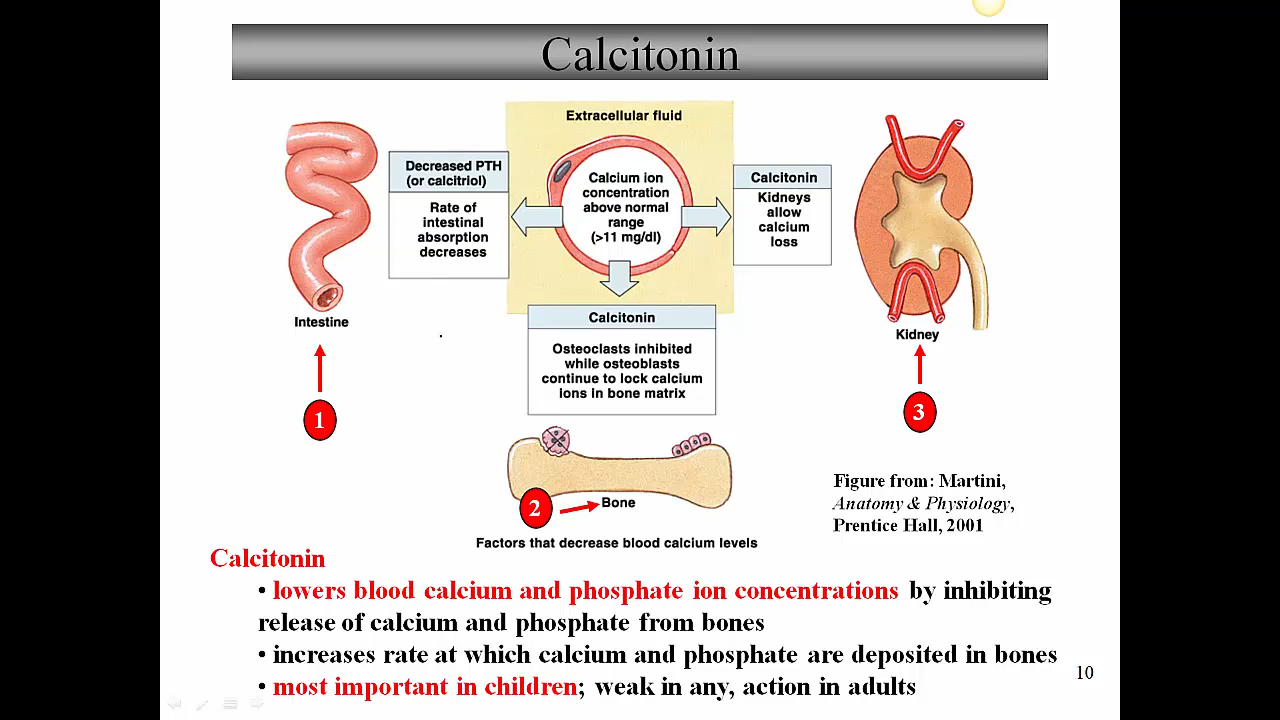 Calcitonin
Extracellular fluid
Decreased PTH
(or calcitriol)
Rate of
intestinal
absorption
decreases
Calcium ion
concentration
above normal
range
(>11 mg/dl)
Calcitonin
Kidneys
allow
calcium
loss
Intestine
Calcitonin
Osteoclasts inhibited
while osteoblasts
continue to lock calcium
ions in bone matrix
Kidney
1
3
2
Bone
Figure from: Martini,
Anatomy & Physiology,
Prentice Hall, 2001
Factors that decrease blood calcium levels
Calcitonin
• lowers blood calcium and phosphate ion concentrations by inhibiting
release of calcium and phosphate from bones
• increases rate at which calcium and phosphate are deposited in bones
• most important in children; weak in any, action in adults
10